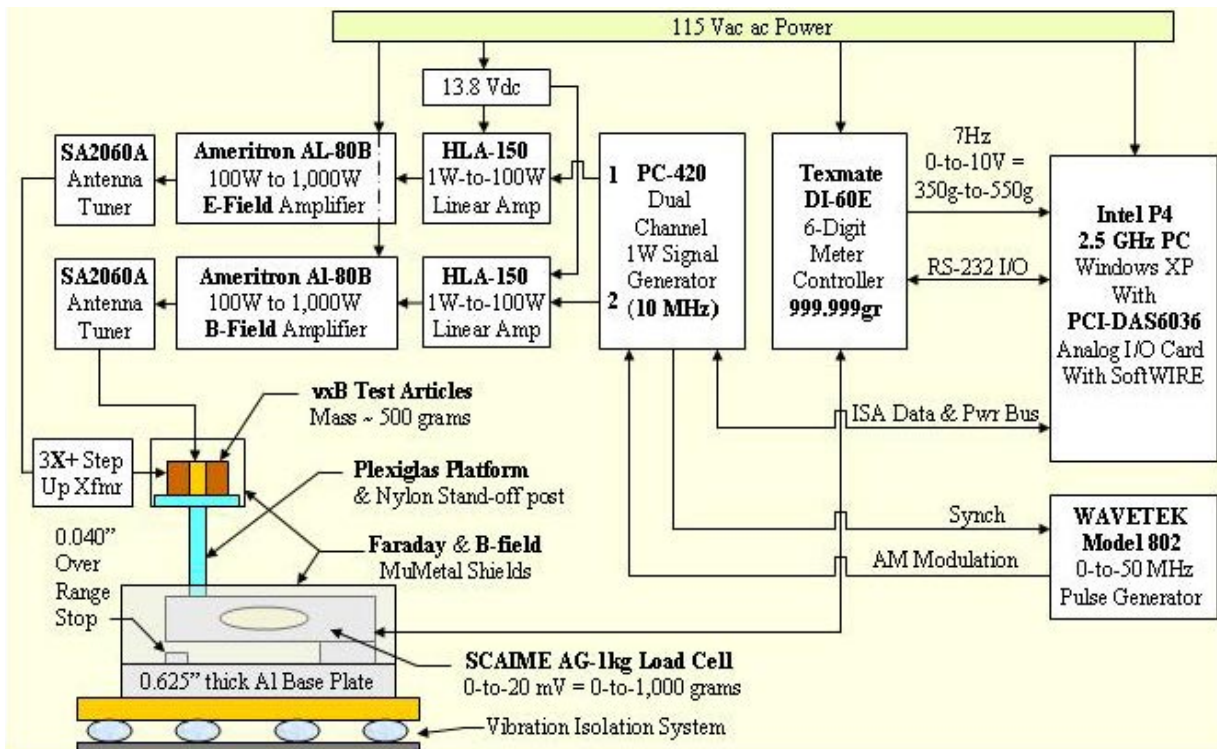 115 Vac ac Power
13.8 Vdc
SA2060A
Antenna
Tuner
Ameritron AL-80B
100W to 1,000W
E-Field Amplifier
HLA-150
1W-to-100W
Linear Amp
1
2
PC-420
Dual
Channel
1W Signal
Generator
(10 MHz)
Texmate
DI-60E
6-Digit
Meter
Controller
999.999gr
7Hz
0-to-10V =
350g-to-550g
RS-232 I/O
Intel P4
2.5 GHz PC
Windows XP
With
PCI-DAS6036
Analog I/O Card
With SoftWIRE
SA2060A
Antenna
Tuner
Ameritron Al-80B
100W to 1,000W
B-Field Amplifier
HLA-150
1W-to-100W
Linear Amp
vxB Test Articles
Mass ~ 500 grams
ISA Data & Pwr Bus
3X+ Step
Up Xfmr
Plexiglas Platform
& Nylon Stand-off post
Synch
AM Modulation
WAVETEK
Model 802
0-to-50 MHz
Pulse Generator
0.040”
Over
Range
Stop
Faraday & B-field
MuMetal Shields
SCAIME AG-1kg Load Cell
0-to-20 mV = 0-to-1,000 grams
0.625” thick Al Base Plate
Vibration Isolation System